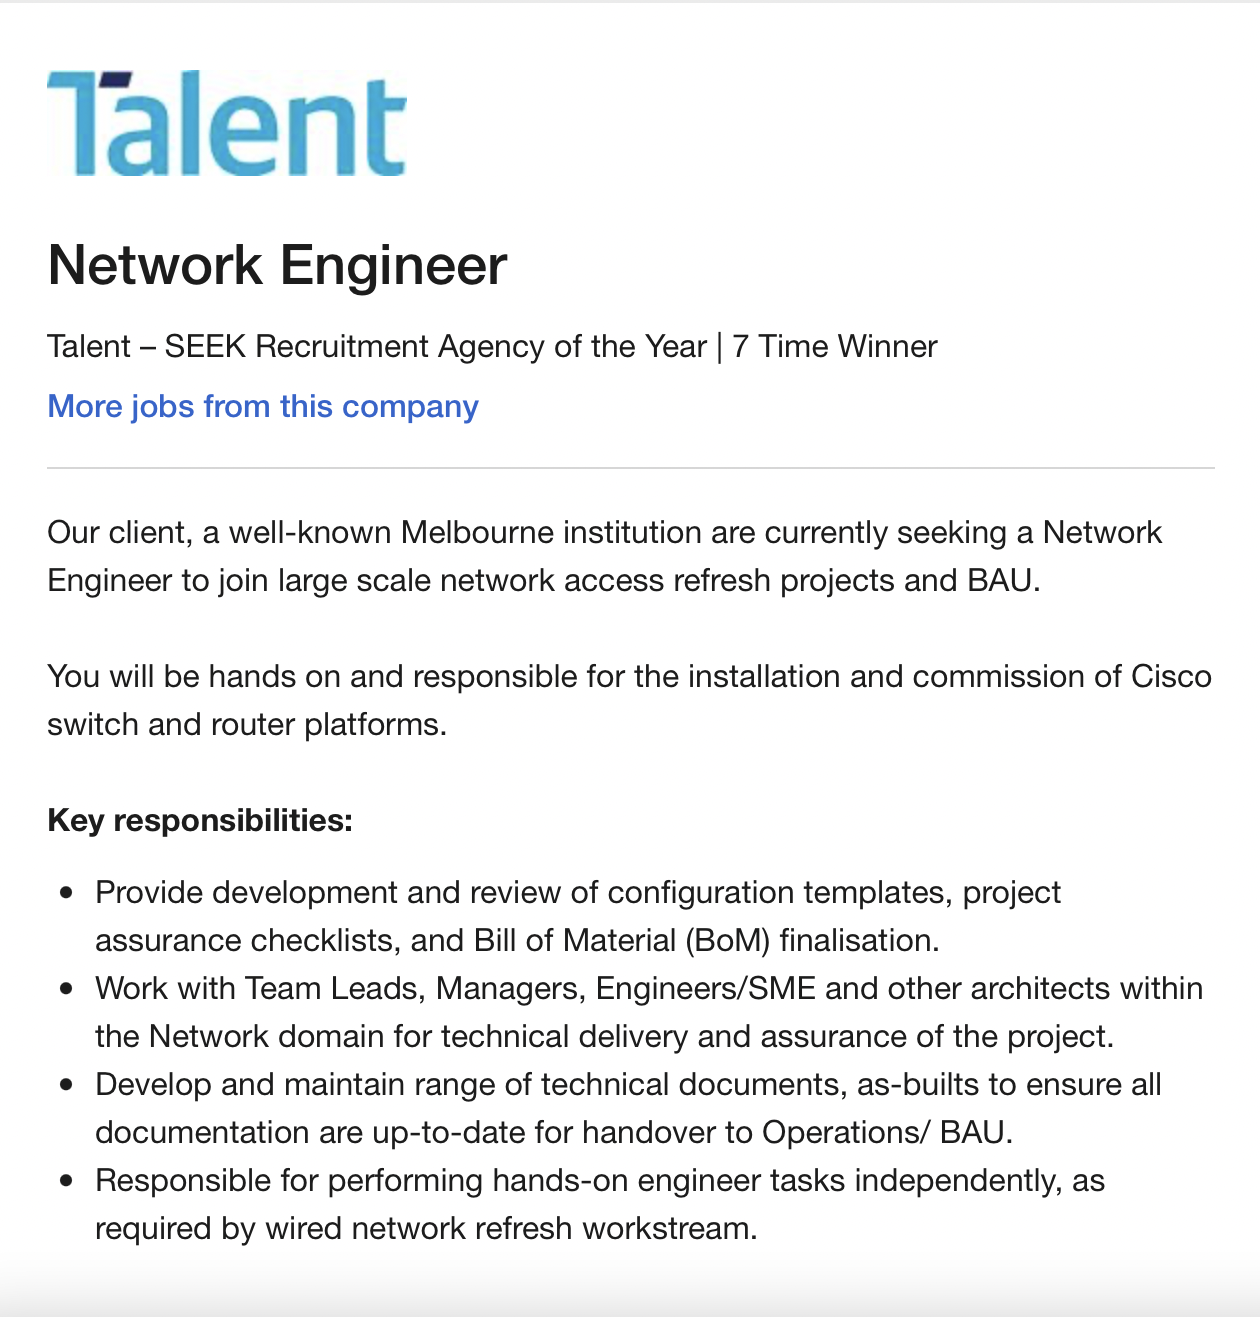 Talent
Network Engineer
Talent – SEEK Recruitment Agency of the Year | 7 Time Winner
More jobs from this company
Our client, a well-known Melbourne institution are currently seeking a Network
Engineer to join large scale network access refresh projects and BAU.
You will be hands on and responsible for the installation and commission of Cisco
switch and router platforms.
Key responsibilities:
• Provide development and review of configuration templates, project
assurance checklists, and Bill of Material (BoM) finalisation.
• Work with Team Leads, Managers, Engineers/SME and other architects within
the Network domain for technical delivery and assurance of the project.
• Develop and maintain range of technical documents, as-builts to ensure all
documentation are up-to-date for handover to Operations/ BAU.
• Responsible for performing hands-on engineer tasks independently, as
required by wired network refresh workstream.